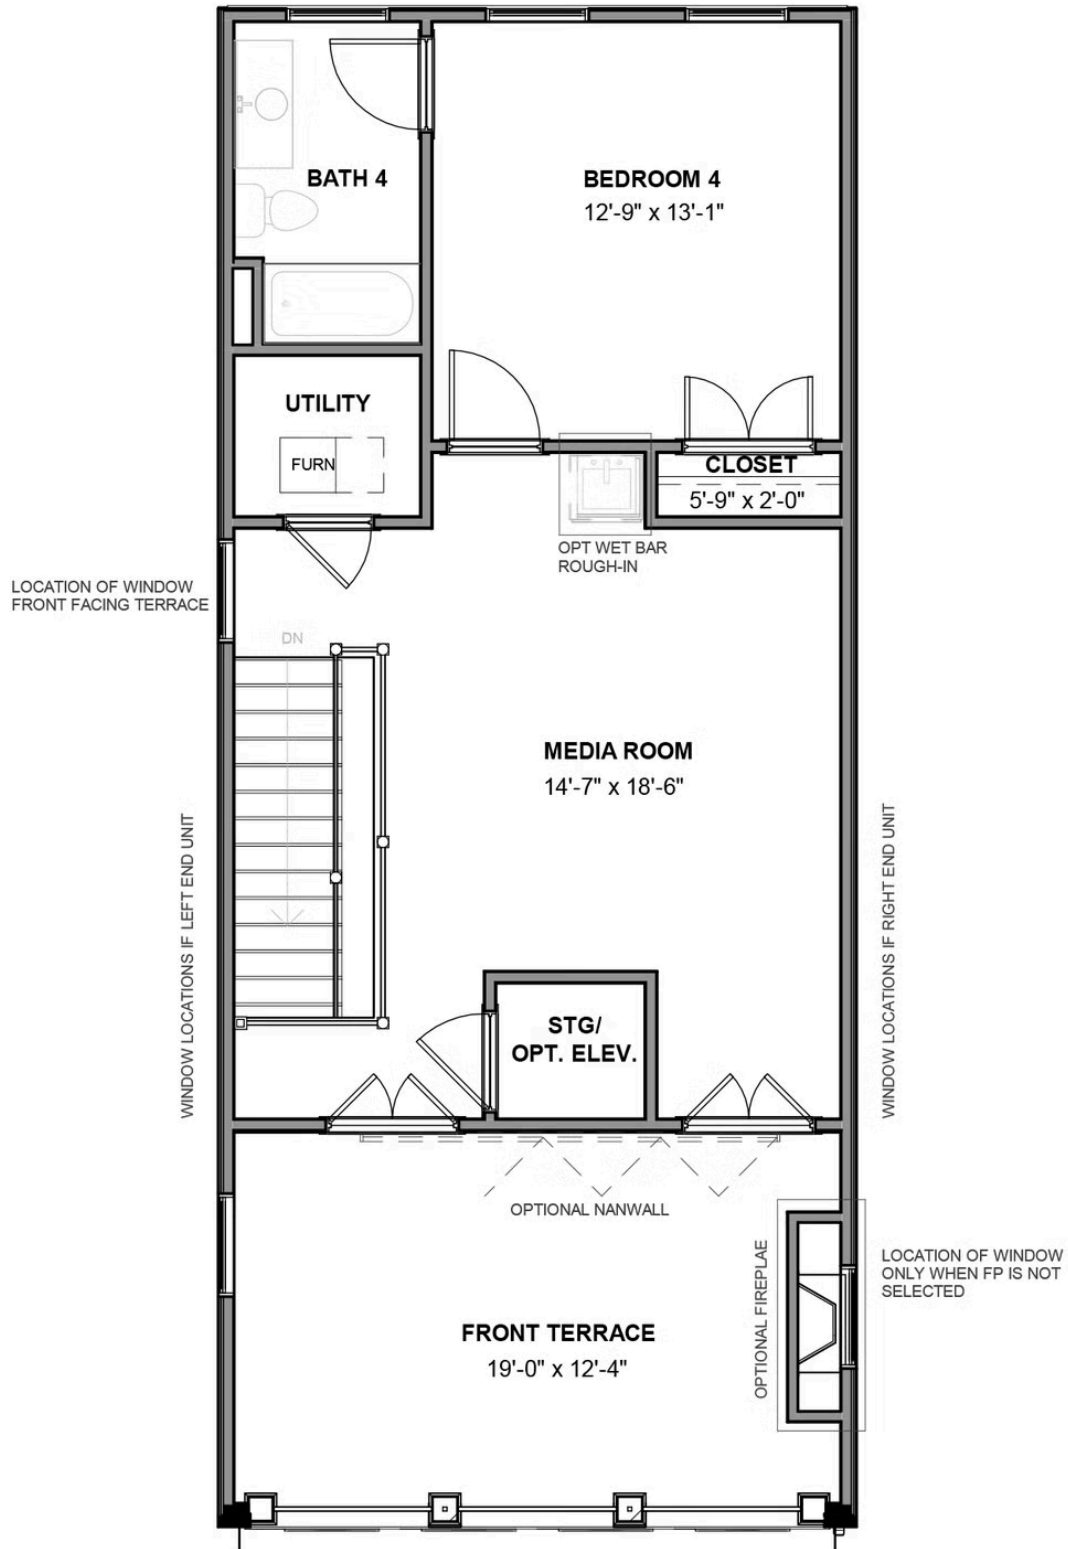 BATH 4
BEDROOM 4
12'-9" x 13'-1"
UTILITY
FURN
CLOSET
5'-9" x 2'-0"
OPT WET BAR
ROUGH-IN
LOCATION OF WINDOW
FRONT FACING TERRACE
DN
MEDIA ROOM
14'-7" x 18'-6"
WINDOW LOCATIONS IF LEFT END UNIT
WINDOW LOCATIONS IF RIGHT END UNIT
STG/
OPT. ELEV.
OPTIONAL NANWALL
OPTIONAL FIREPLAE
LOCATION OF WINDOW
ONLY WHEN FP IS NOT
SELECTED
FRONT TERRACE
19'-0" x 12'-4"